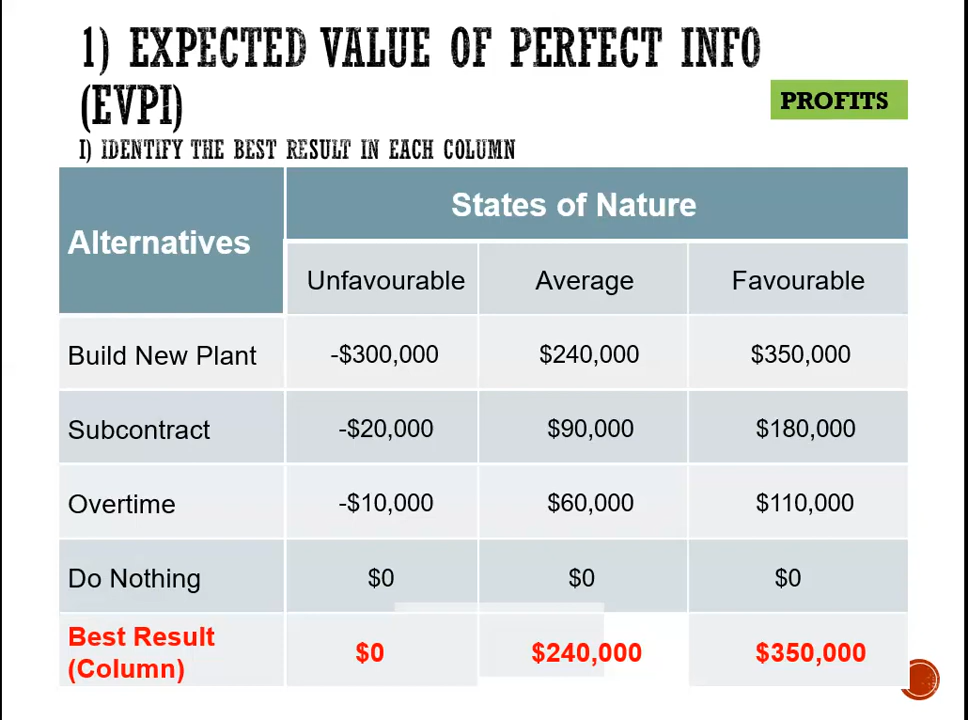 1) EXPECTED VALUE OF PERFECT INFO
(EVPI)
PROFITS
I) IDENTIFY THE BEST RESULT IN EACH COLUMN
Alternatives
States of Nature
Unfavourable Average Favourable
Build New Plant -$300,000 $240,000 $350,000
Subcontract -$20,000 $90,000 $180,000
Overtime -$10,000 $60,000 $110,000
Do Nothing $0 $0 $0
Best Result
(Column) $0 $240,000 $350,000